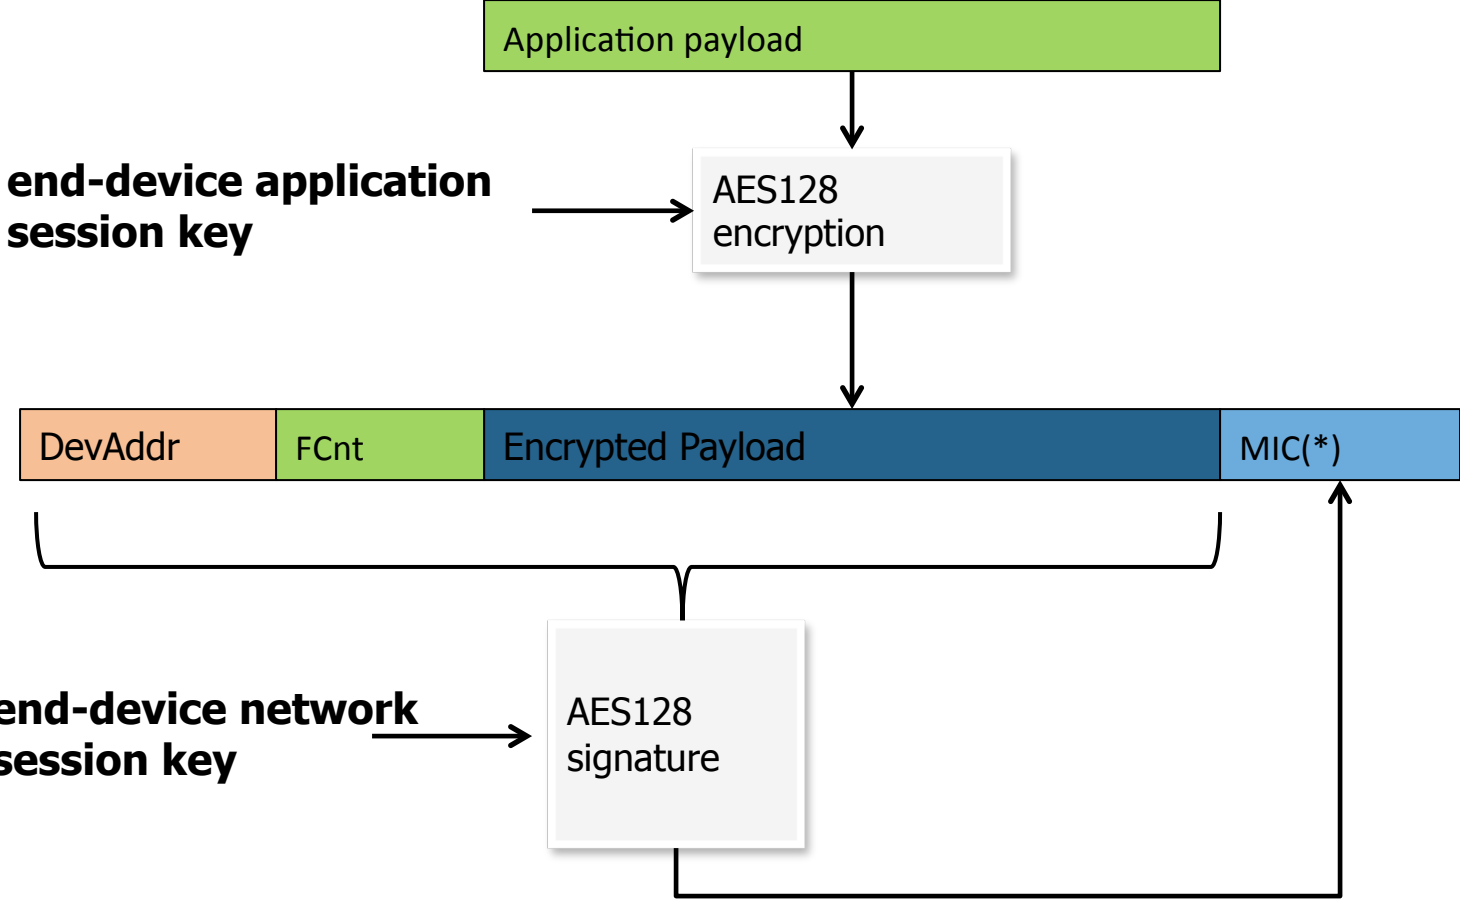 Application payload
end-device application
session key
AES128
encryption
DevAddr
FCnt
Encrypted Payload
MIC(*)
end-device network
session key
AES128
signature